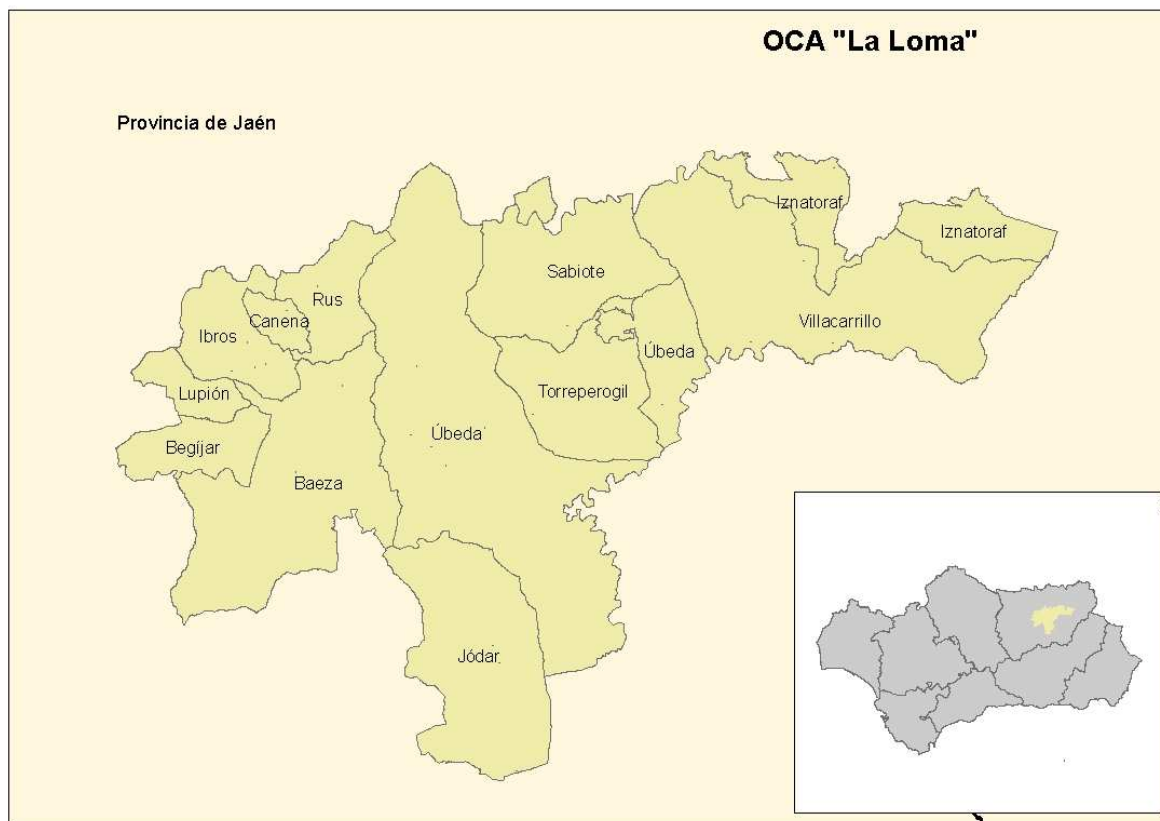 OCA "La Loma"
Provincia de Jaén
Iznatoraf
Iznatoraf
Sabiote
Rus
Canena
Villacarrillo
Ibros
Úbeda
Lupión
Torreperogil
Úbeda
Begíjar
Baeza
Jódar